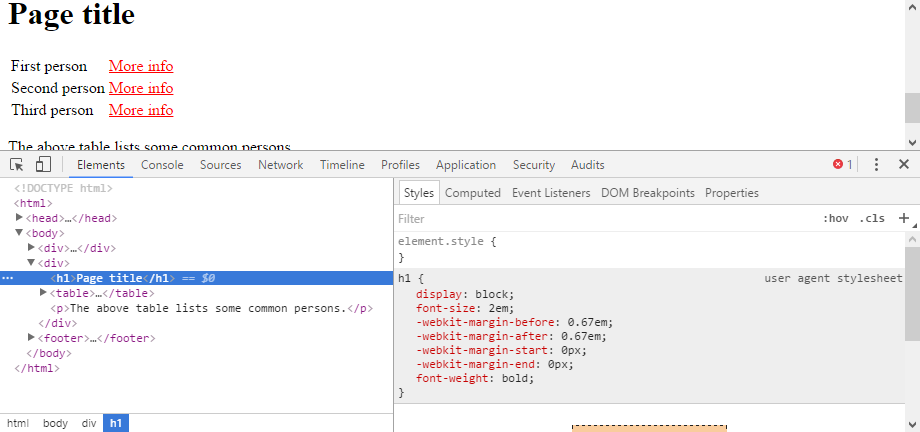 Page title
First person More info
Second person More info
Third person More info
The above table lists some common persons.
Elements Console Sources Network Timeline Profiles Application Security Audits 1
<!DOCTYPE html>
<html>
<head>…</head>
<body>
<div>…</div>
<div>
<h1>Page title</h1> == $0
<table>…</table>
<p>The above table lists some common persons.</p>
</div>
<footer>…</footer>
</body>
</html>
html body div h1
Styles Computed Event Listeners DOM Breakpoints Properties
Filter :hov .cls +
element.style {
}
h1 { user agent stylesheet
display: block;
font-size: 2em;
-webkit-margin-before: 0.67em;
-webkit-margin-after: 0.67em;
-webkit-margin-start: 0px;
-webkit-margin-end: 0px;
font-weight: bold;
}